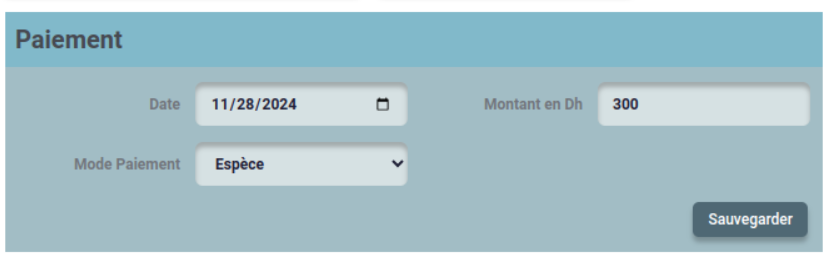 Paiement
Date 11/28/2024 Montant en Dh 300
Mode Paiement Espèce
Sauvegarder